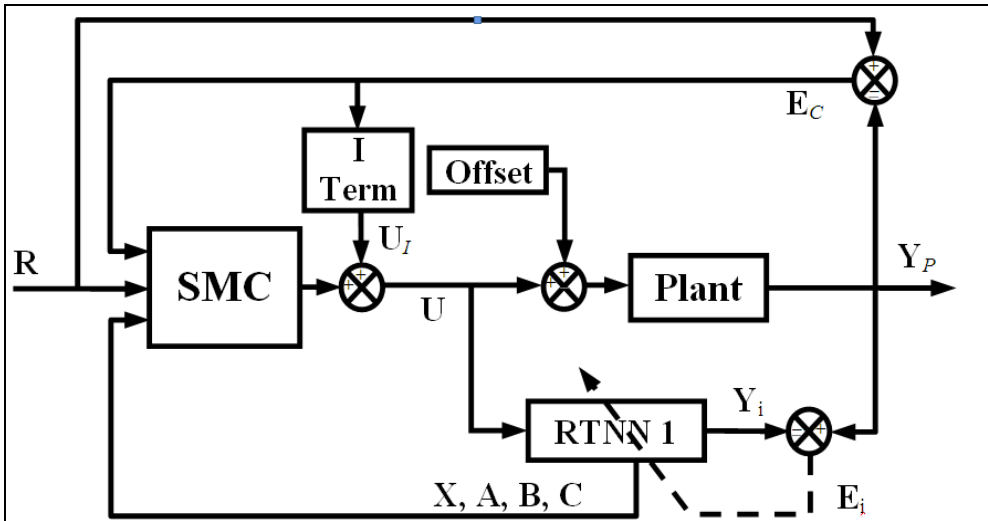 E_C
I
Term
Offset
U_I
R
SMC
U
Plant
Y_P
RTNN 1
Y_i
X, A, B, C
E_i